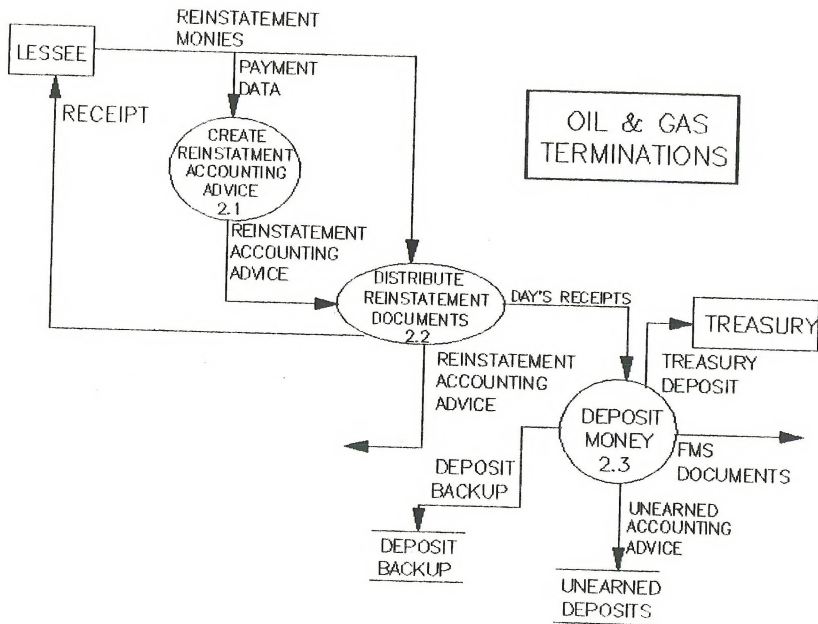 REINSTATEMENT
MONIES
LESSEE
PAYMENT
DATA
RECEIPT
CREATE
REINSTATMENT
ACCOUNTING
ADVICE
2.1
OIL & GAS
TERMINATIONS
REINSTATEMENT
ACCOUNTING
ADVICE
DISTRIBUTE
REINSTATEMENT
DOCUMENTS
2.2
DAY'S RECEIPTS
TREASURY
TREASURY
DEPOSIT
REINSTATEMENT
ACCOUNTING
ADVICE
DEPOSIT
MONEY
2.3
FMS
DOCUMENTS
DEPOSIT
BACKUP
UNEARNED
ACCOUNTING
ADVICE
DEPOSIT
BACKUP
UNEARNED
DEPOSITS